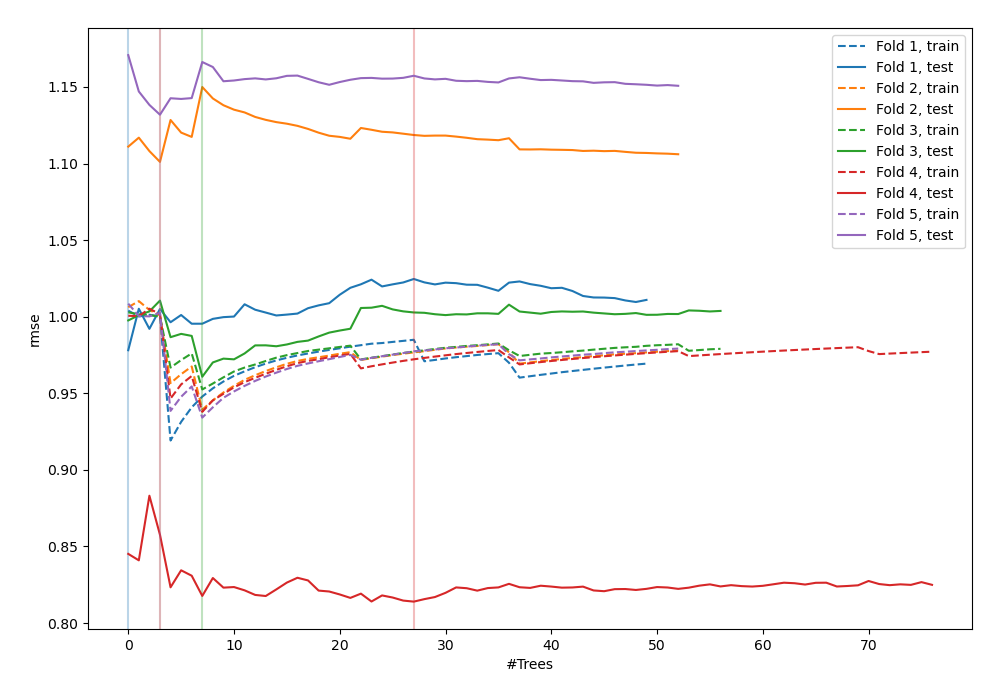 1.15
1.10
1.05
1.00
0.95
0.90
0.85
0.80
rmse
0 10 20 30 40 50 60 70
#Trees
Fold 1, train
Fold 1, test
Fold 2, train
Fold 2, test
Fold 3, train
Fold 3, test
Fold 4, train
Fold 4, test
Fold 5, train
Fold 5, test